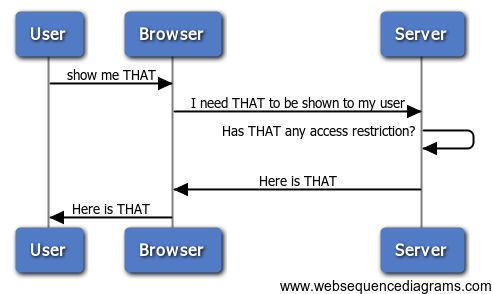 User Browser Server
show me THAT
I need THAT to be shown to my user
Has THAT any access restriction?
Here is THAT
Here is THAT
User Browser Server
www.websequencediagrams.com